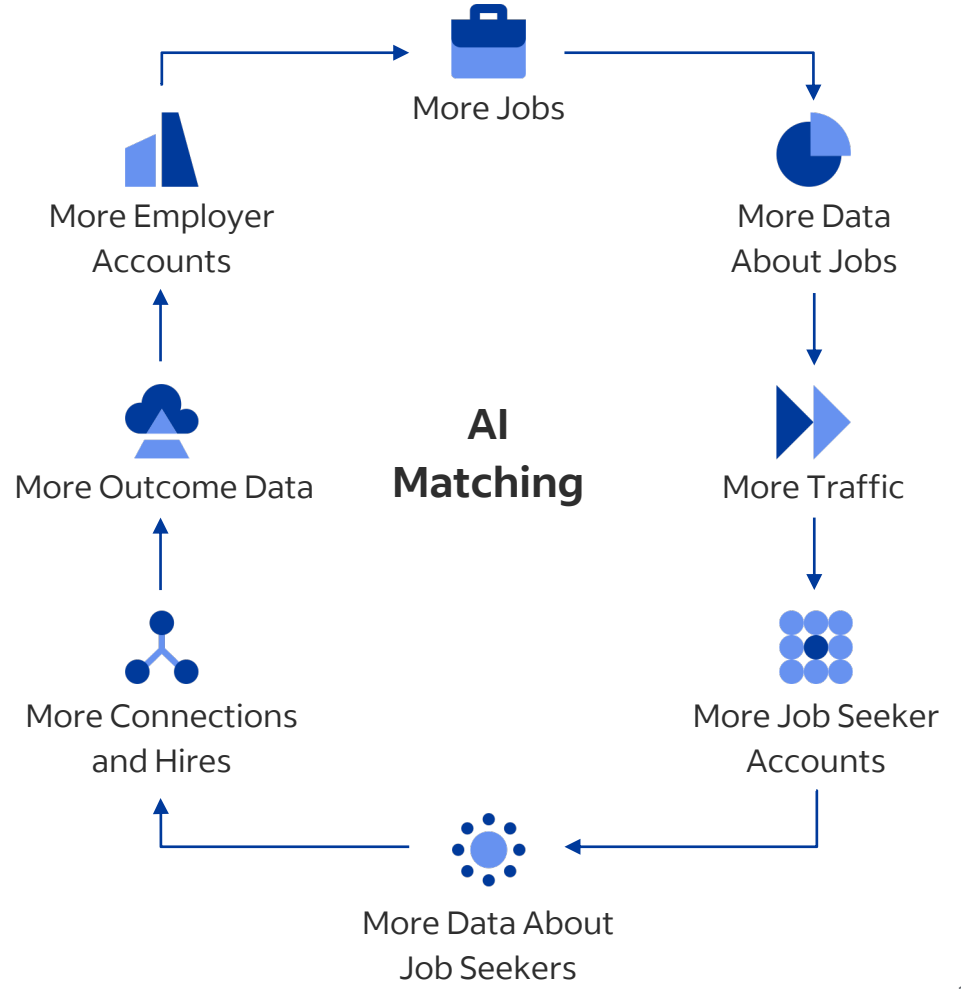 More Jobs
More Data
About Jobs
More Traffic
More Job Seeker
Accounts
More Data About
Job Seekers
More Connections
and Hires
More Outcome Data
More Employer
Accounts
AI
Matching